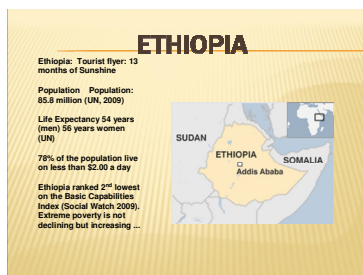 ETHIOPIA
Ethiopia: Tourist flyer: 13
months of Sunshine
Population Population:
85.8 million (UN, 2009)
Life Expectancy 54 years
(men) 56 years women
(UN)
78% of the population live
on less than $2.00 a day
Ethiopia ranked 2nd lowest
on the Basic Capabilities
Index (Social Watch 2009).
Extreme poverty is not
declining but increasing ...
SUDAN
ETHIOPIA
SOMALIA
Addis Ababa